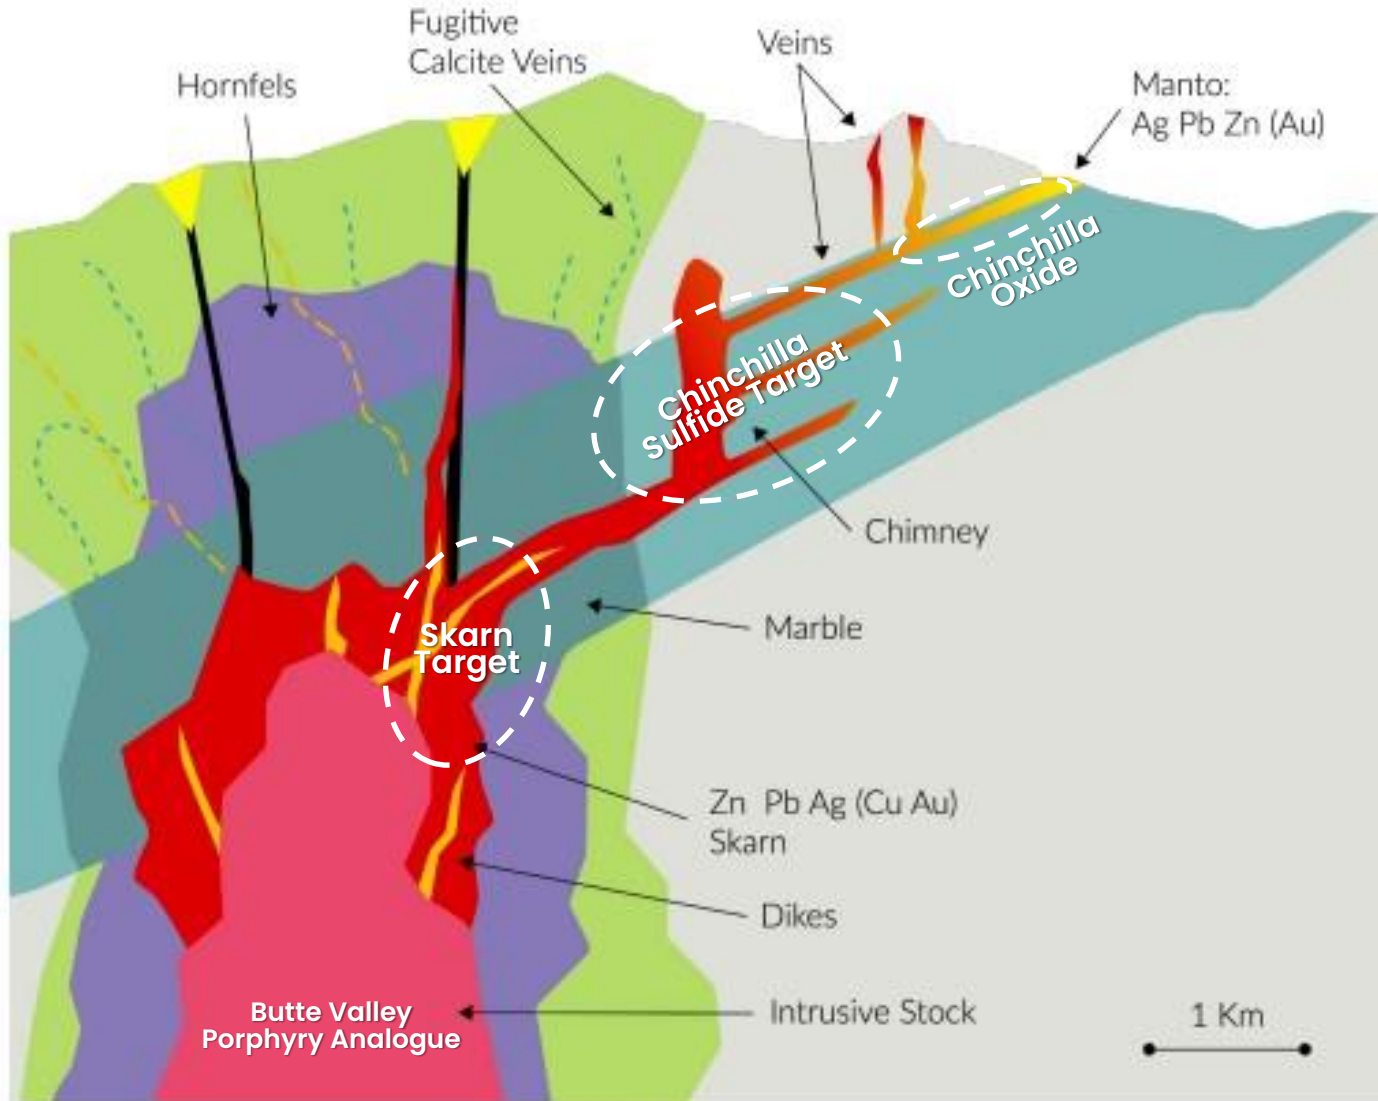 Fugitive
Calcite Veins
Veins
Hornfels
Manto:
Ag Pb Zn (Au)
Chinchilla
Oxide
Chinchilla
Sulfide Target
Chimney
Skarn
Target
Marble
Zn Pb Ag (Cu Au)
Skarn
Dikes
Butte Valley
Porphyry Analogue
Intrusive Stock
1 Km